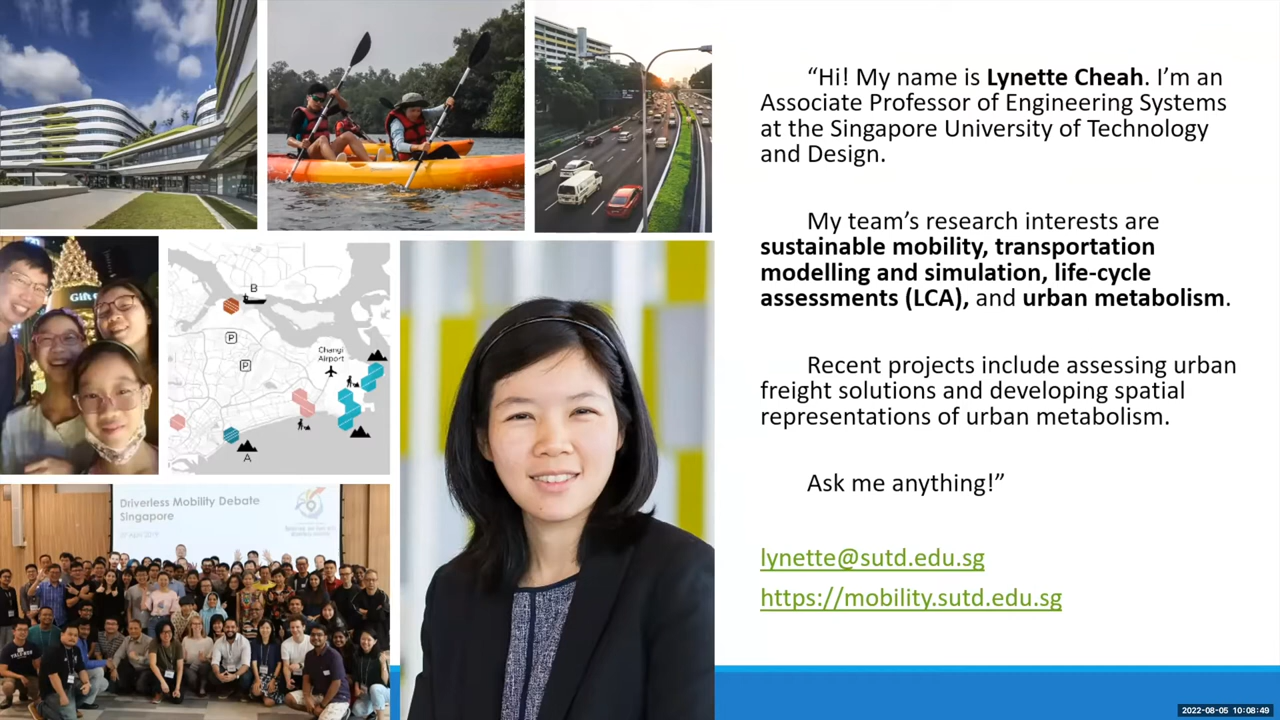 “Hi! My name is Lynette Cheah. I’m an
Associate Professor of Engineering Systems
at the Singapore University of Technology
and Design.
My team’s research interests are
sustainable mobility, transportation
modelling and simulation, life-cycle
assessments (LCA), and urban metabolism.
Recent projects include assessing urban
freight solutions and developing spatial
representations of urban metabolism.
Ask me anything!”
lynette@sutd.edu.sg
https://mobility.sutd.edu.sg
B
P
P
Changi
Airport
A
Driverless Mobility Debate
Singapore
2022-08-05 10:08:49